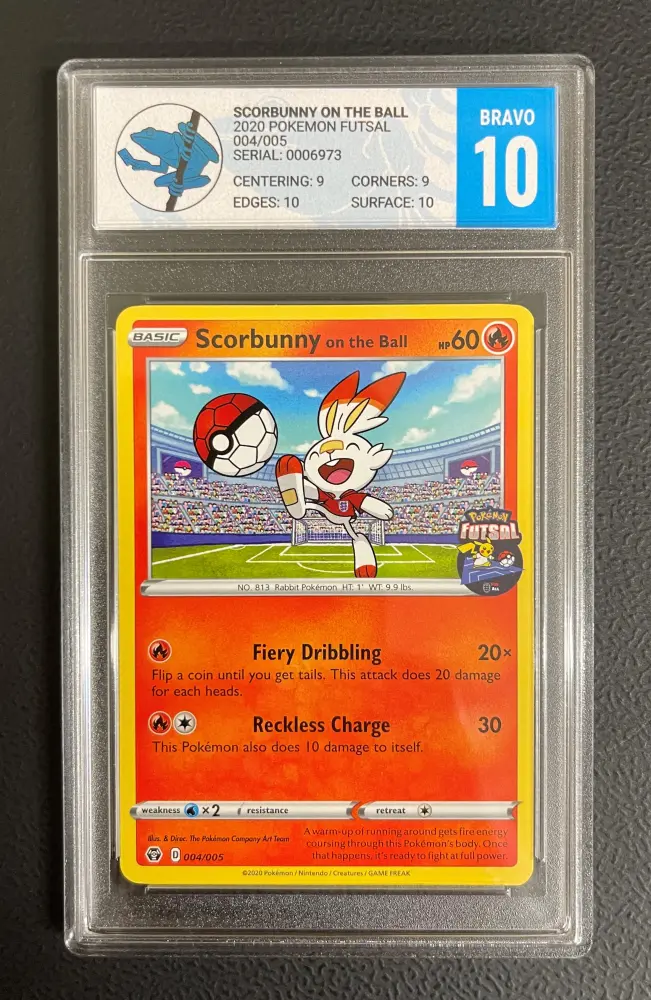 SCORBUNNY ON THE BALL
2020 POKEMON FUTSAL
004/005
SERIAL: 0006973
CENTERING: 9 CORNERS: 9
EDGES: 10 SURFACE: 10
BRAVO
10
BASIC
Scorbunny on the Ball
HP 60
POKéMON
FUTSAL
NO. 813 Rabbit Pokémon HT: 1' WT: 9.9 lbs.
Fiery Dribbling 20×
Flip a coin until you get tails. This attack does 20 damage
for each heads.
Reckless Charge 30
This Pokémon also does 10 damage to itself.
weakness ×2 resistance retreat
Illus. & Direc. The Pokémon Company Art Team
D 004/005
A warm-up of running around gets fire energy
coursing through this Pokémon's body. Once
that happens, it's ready to fight at full power.
©2020 Pokémon / Nintendo / Creatures / GAME FREAK